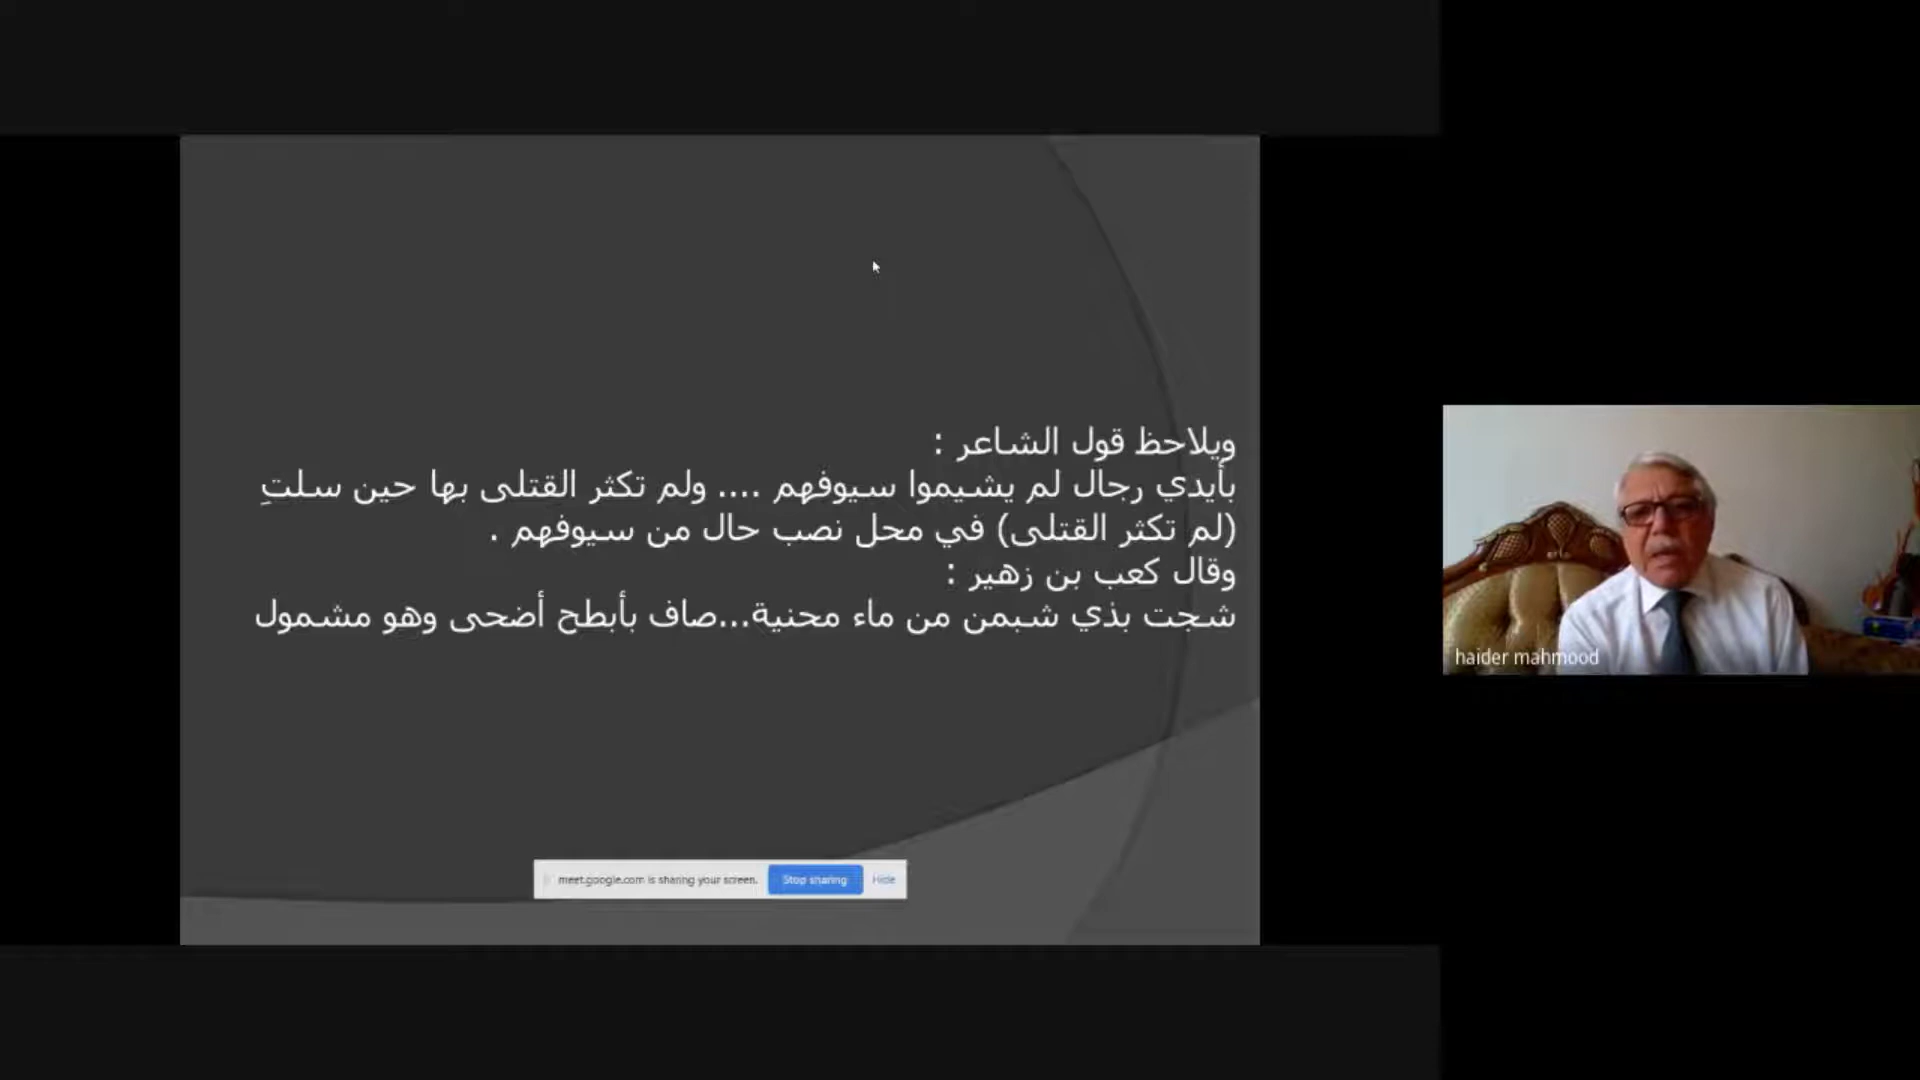 ويلاحظ قول الشاعر :
بأيدي رجال لم يشيموا سيوفهم .... ولم تكثر القتلى بها حين سلتِ
(لم تكثر القتلى) في محل نصب حال من سيوفهم .
وقال كعب بن زهير :
شجت بذي شبمن من ماء محنية...صاف بأبطح أضحى وهو مشمول
haider mahmood
meet.google.com is sharing your screen.
Stop sharing
Hide